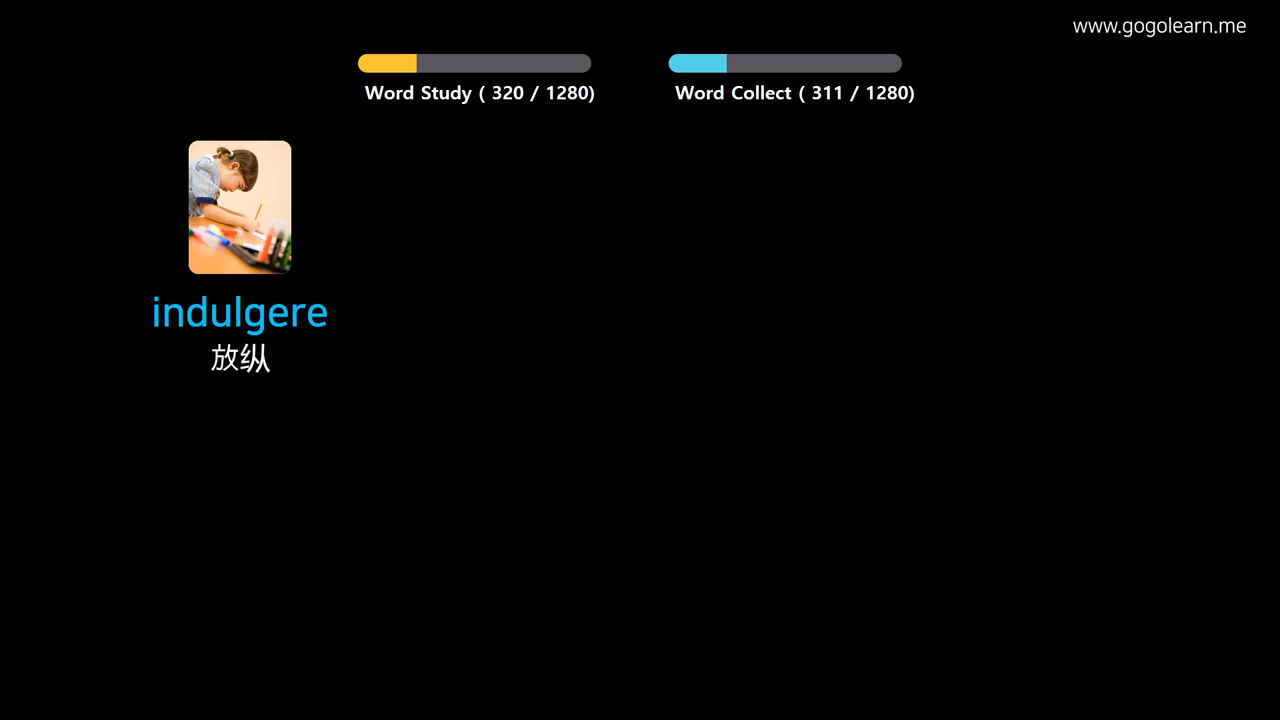 www.gogolearn.me
Word Study ( 320 / 1280)
Word Collect ( 311 / 1280)
indulgere
放纵